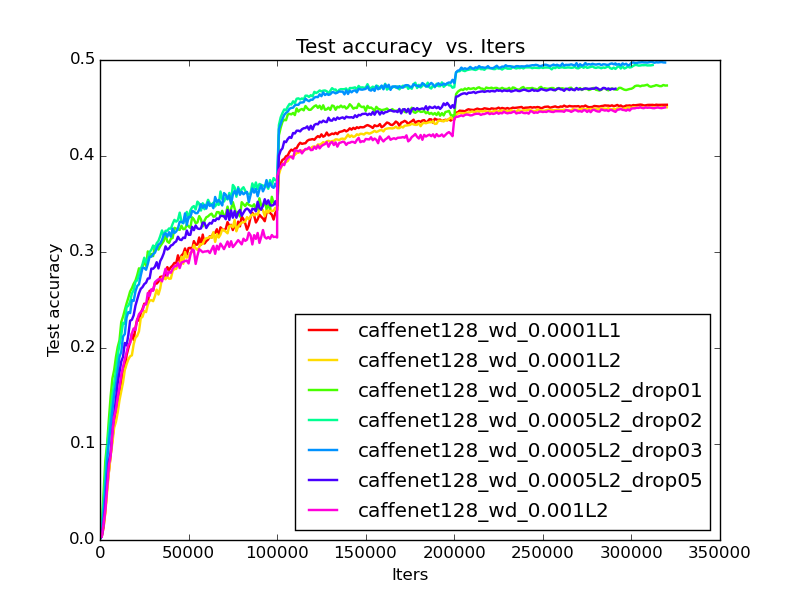 Test accuracy  vs. Iters
Test accuracy
0.5
0.4
0.3
0.2
0.1
0.0
caffenet128_wd_0.0001L1
caffenet128_wd_0.0001L2
caffenet128_wd_0.0005L2_drop01
caffenet128_wd_0.0005L2_drop02
caffenet128_wd_0.0005L2_drop03
caffenet128_wd_0.0005L2_drop05
caffenet128_wd_0.001L2
0 50000 100000 150000 200000 250000 300000 350000
Iters